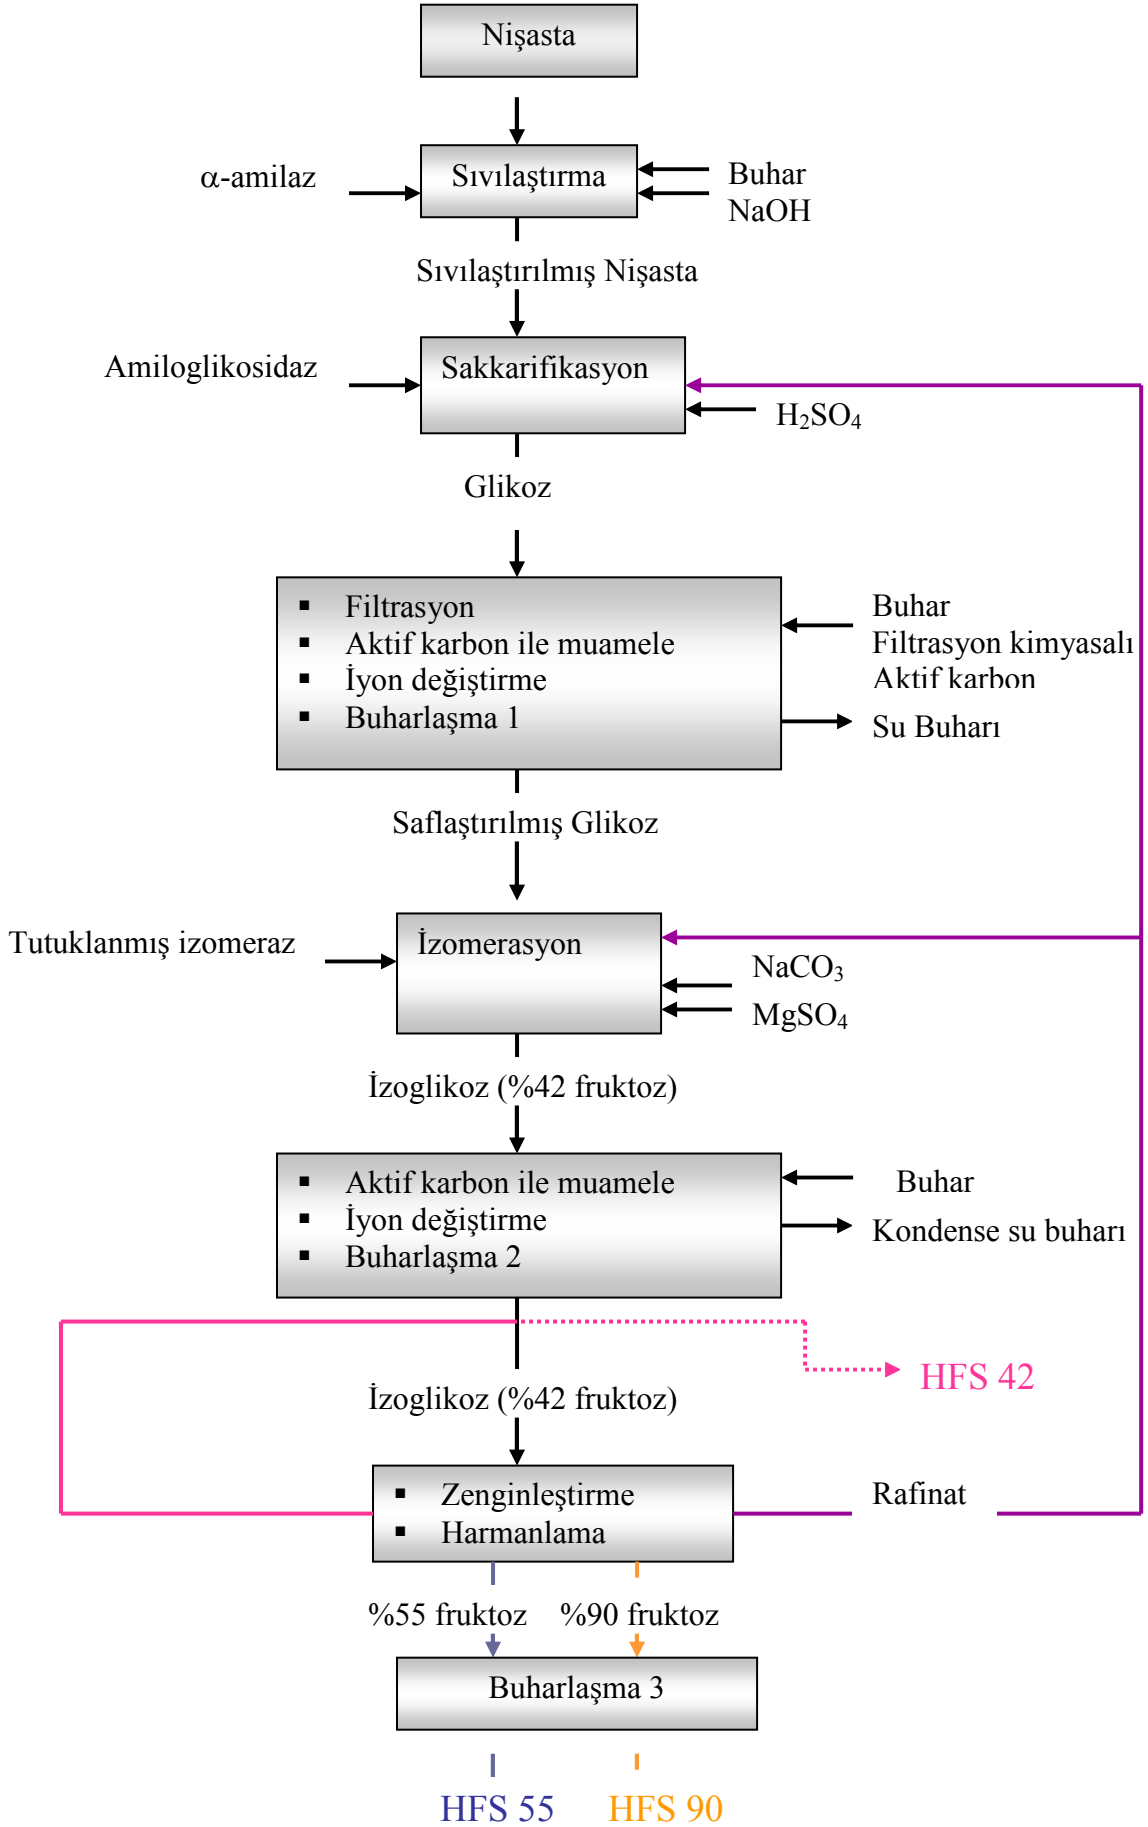 Nişasta
α-amilaz
Sıvılaştırma
Buhar
NaOH
Sıvılaştırılmış Nişasta
Amiloglikosidaz
Sakkarifikasyon
H₂SO₄
Glikoz
▪ Filtrasyon
▪ Aktif karbon ile muamele
▪ İyon değiştirme
▪ Buharlaşma 1
Buhar
Filtrasyon kimyasalı
Aktif karbon
Su Buharı
Saflaştırılmış Glikoz
Tutuklanmış izomeraz
İzomerasyon
NaCO₃
MgSO₄
İzoglikoz (%42 fruktoz)
▪ Aktif karbon ile muamele
▪ İyon değiştirme
▪ Buharlaşma 2
Buhar
Kondense su buharı
HFS 42
İzoglikoz (%42 fruktoz)
▪ Zenginleştirme
▪ Harmanlama
Rafinat
%55 fruktoz
%90 fruktoz
Buharlaşma 3
HFS 55
HFS 90